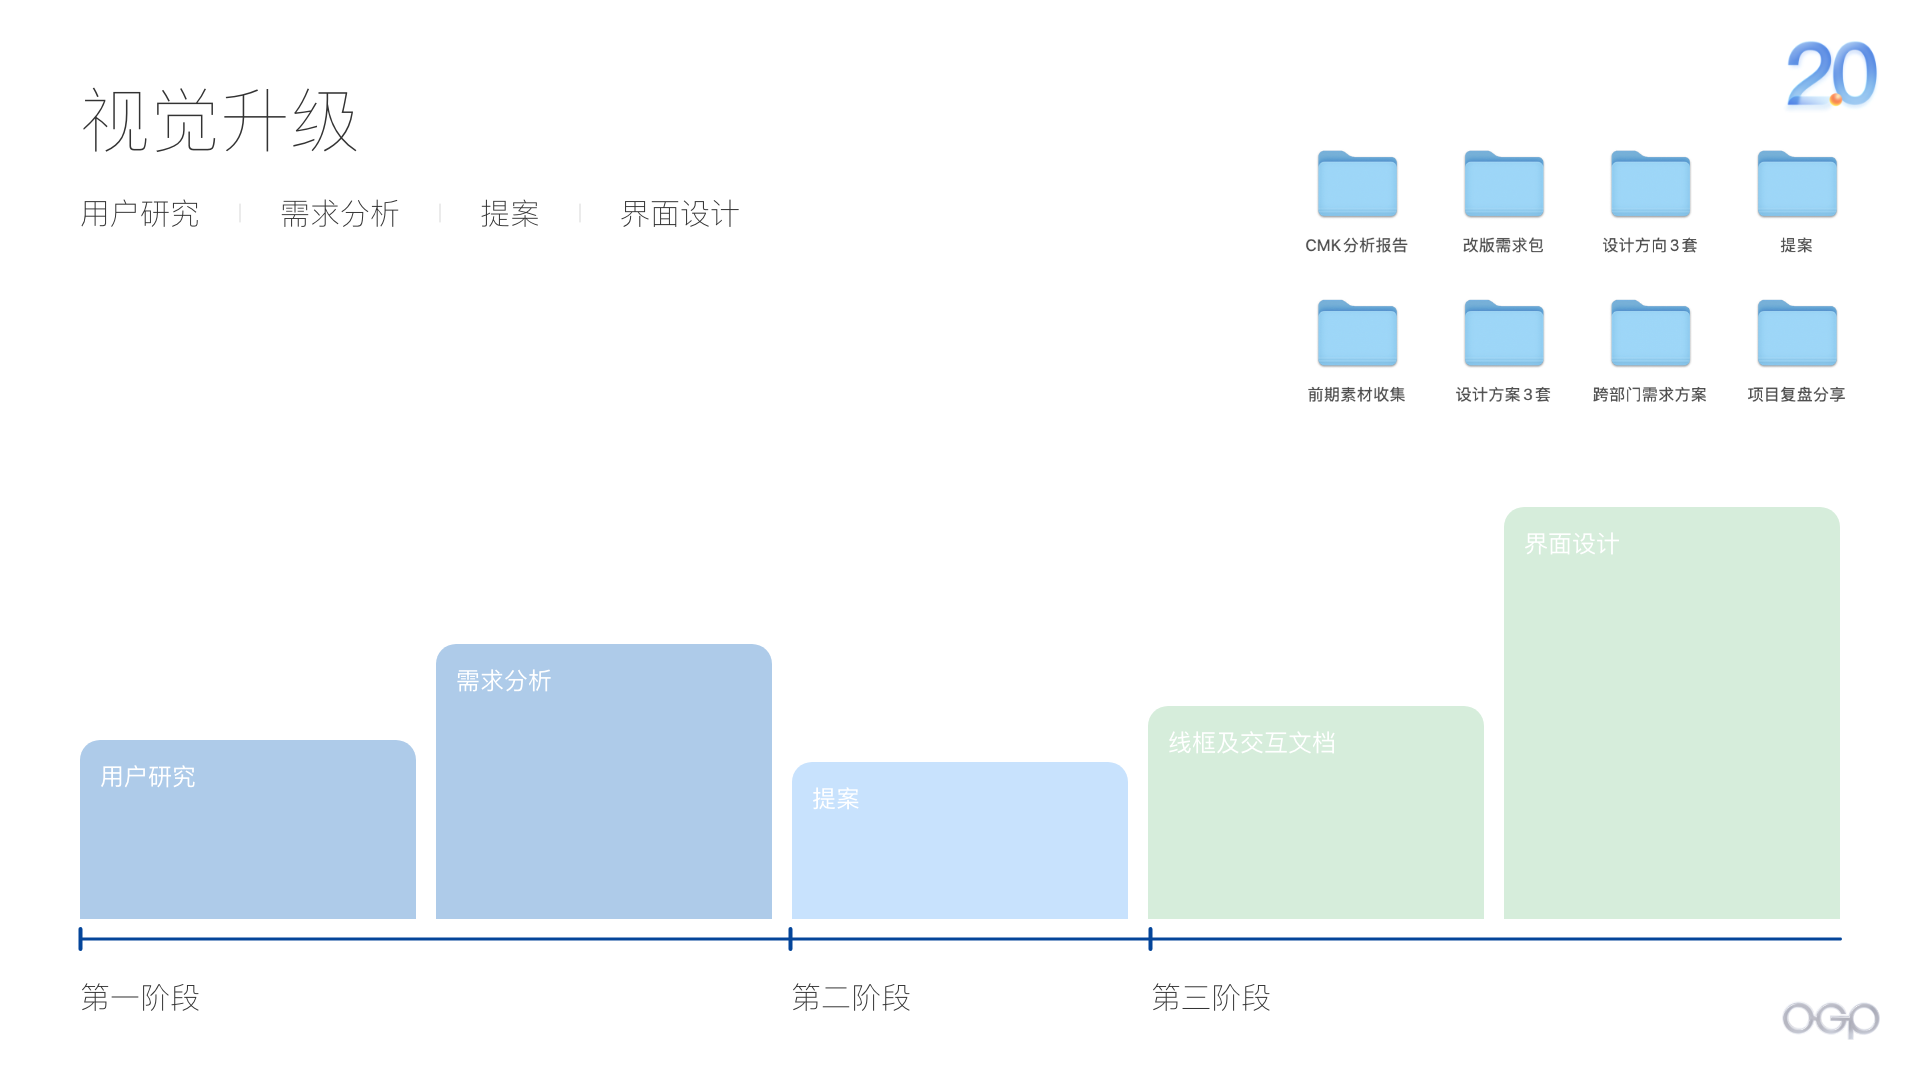 视觉升级
2.0
用户研究 需求分析 提案 界面设计
CMK分析报告 改版需求包 设计方向3套 提案
前期素材收集 设计方案3套 跨部门需求方案 项目复盘分享
界面设计
需求分析
线框及交互文档
用户研究
提案
第一阶段 第二阶段 第三阶段
OGP